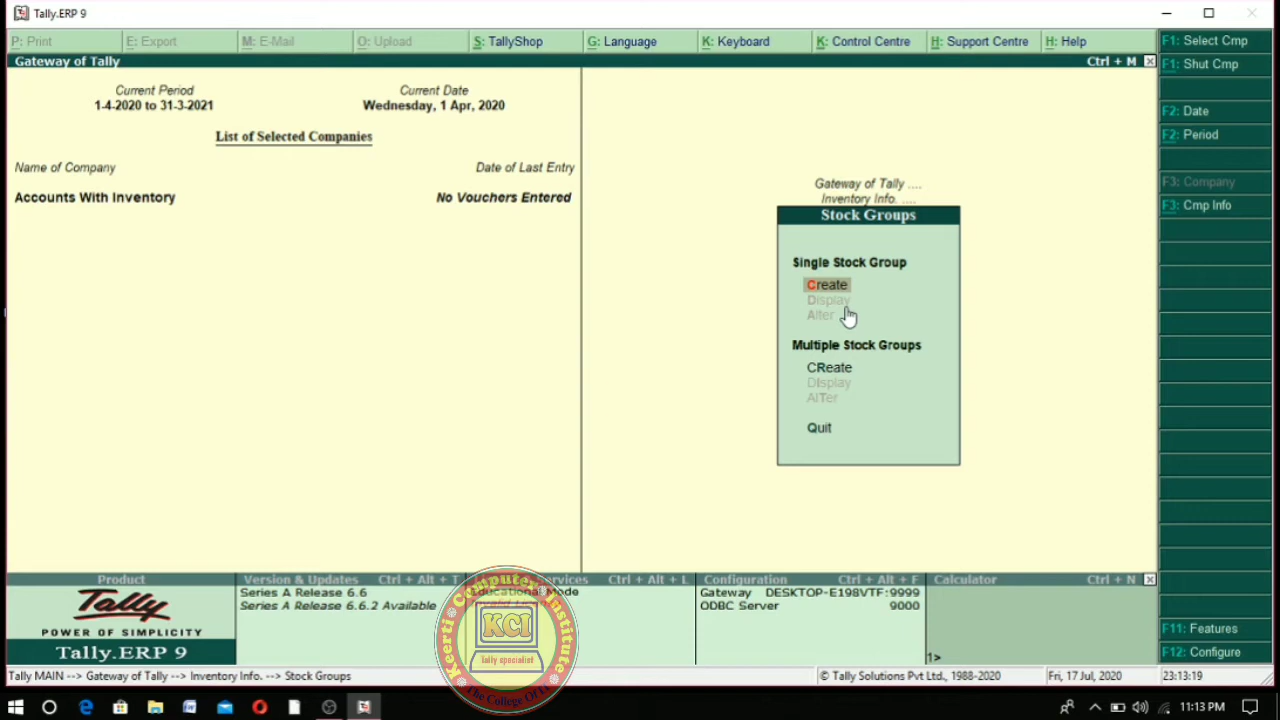 Tally.ERP 9
P: Print
E: Export
M: E-Mail
O: Upload
S: TallyShop
G: Language
K: Keyboard
K: Control Centre
H: Support Centre
H: Help
F1: Select Cmp
Gateway of Tally
Ctrl + M
F1: Shut Cmp
Current Period
1-4-2020 to 31-3-2021
Current Date
Wednesday, 1 Apr, 2020
List of Selected Companies
Name of Company
Date of Last Entry
Accounts With Inventory
No Vouchers Entered
F2: Date
F2: Period
F3: Company
F3: Cmp Info
Gateway of Tally ....
Inventory Info. ....
Stock Groups
Single Stock Group
Create
Display
Alter
Multiple Stock Groups
CReate
DIsplay
AlTer
Quit
F11: Features
F12: Configure
Product
Tally
POWER OF SIMPLICITY
Tally.ERP 9
Version & Updates
Ctrl + Alt + T
Series A Release 6.6
Series A Release 6.6.2 Available
Ctrl + Alt + L
Educational Mode
Configuration
Ctrl + Alt + F
Gateway DESKTOP-E198VTF:9999
ODBC Server 9000
Calculator
Ctrl + N
1>
Keerti Computer Institute
KCI
Tally specialist
Tally MAIN --> Gateway of Tally --> Inventory Info. --> Stock Groups
© Tally Solutions Pvt Ltd., 1988-2020
Fri, 17 Jul, 2020
23:13:19
11:13 PM